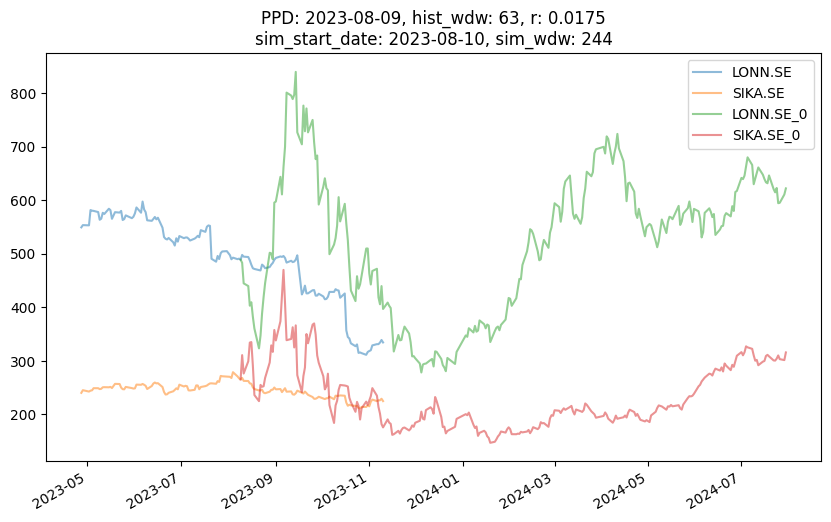 PPD: 2023-08-09, hist_wdw: 63, r: 0.0175
sim_start_date: 2023-08-10, sim_wdw: 244
LONN.SE
SIKA.SE
LONN.SE_0
SIKA.SE_0
800
700
600
500
400
300
200
2023-05
2023-07
2023-09
2023-11
2024-01
2024-03
2024-05
2024-07